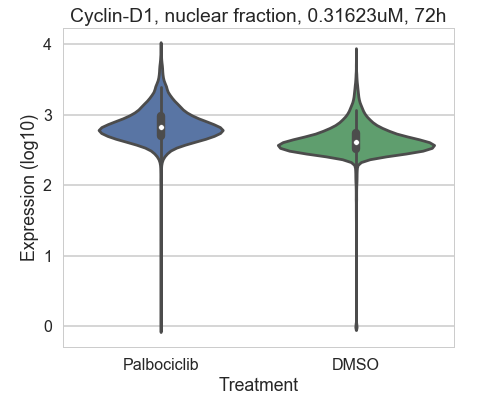 Cyclin-D1, nuclear fraction, 0.31623uM, 72h
4
3
2
1
0
Expression (log10)
Palbociclib
DMSO
Treatment